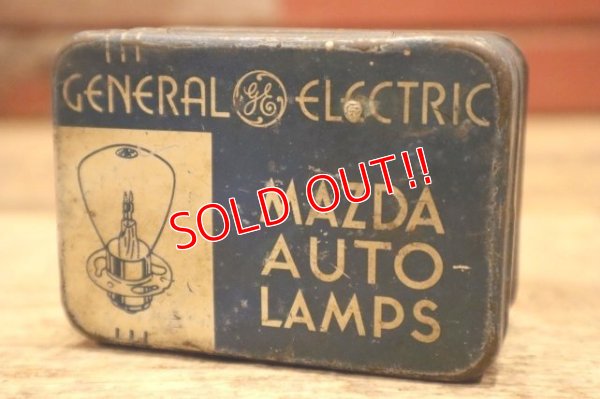 GENERAL GE ELECTRIC
SOLD OUT!!
MAZDA
AUTO-
LAMPS